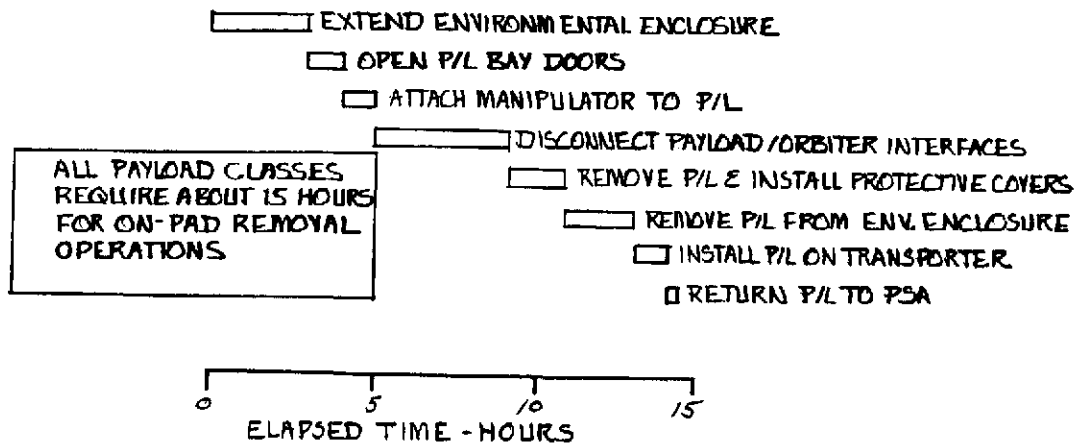 EXTEND ENVIRONMENTAL ENCLOSURE
OPEN P/L BAY DOORS
ATTACH MANIPULATOR TO P/L
DISCONNECT PAYLOAD/ORBITER INTERFACES
REMOVE P/L & INSTALL PROTECTIVE COVERS
REMOVE P/L FROM ENV. ENCLOSURE
INSTALL P/L ON TRANSPORTER
RETURN P/L TO PSA
ALL PAYLOAD CLASSES
REQUIRE ABOUT 15 HOURS
FOR ON-PAD REMOVAL
OPERATIONS
0 5 10 15
ELAPSED TIME - HOURS